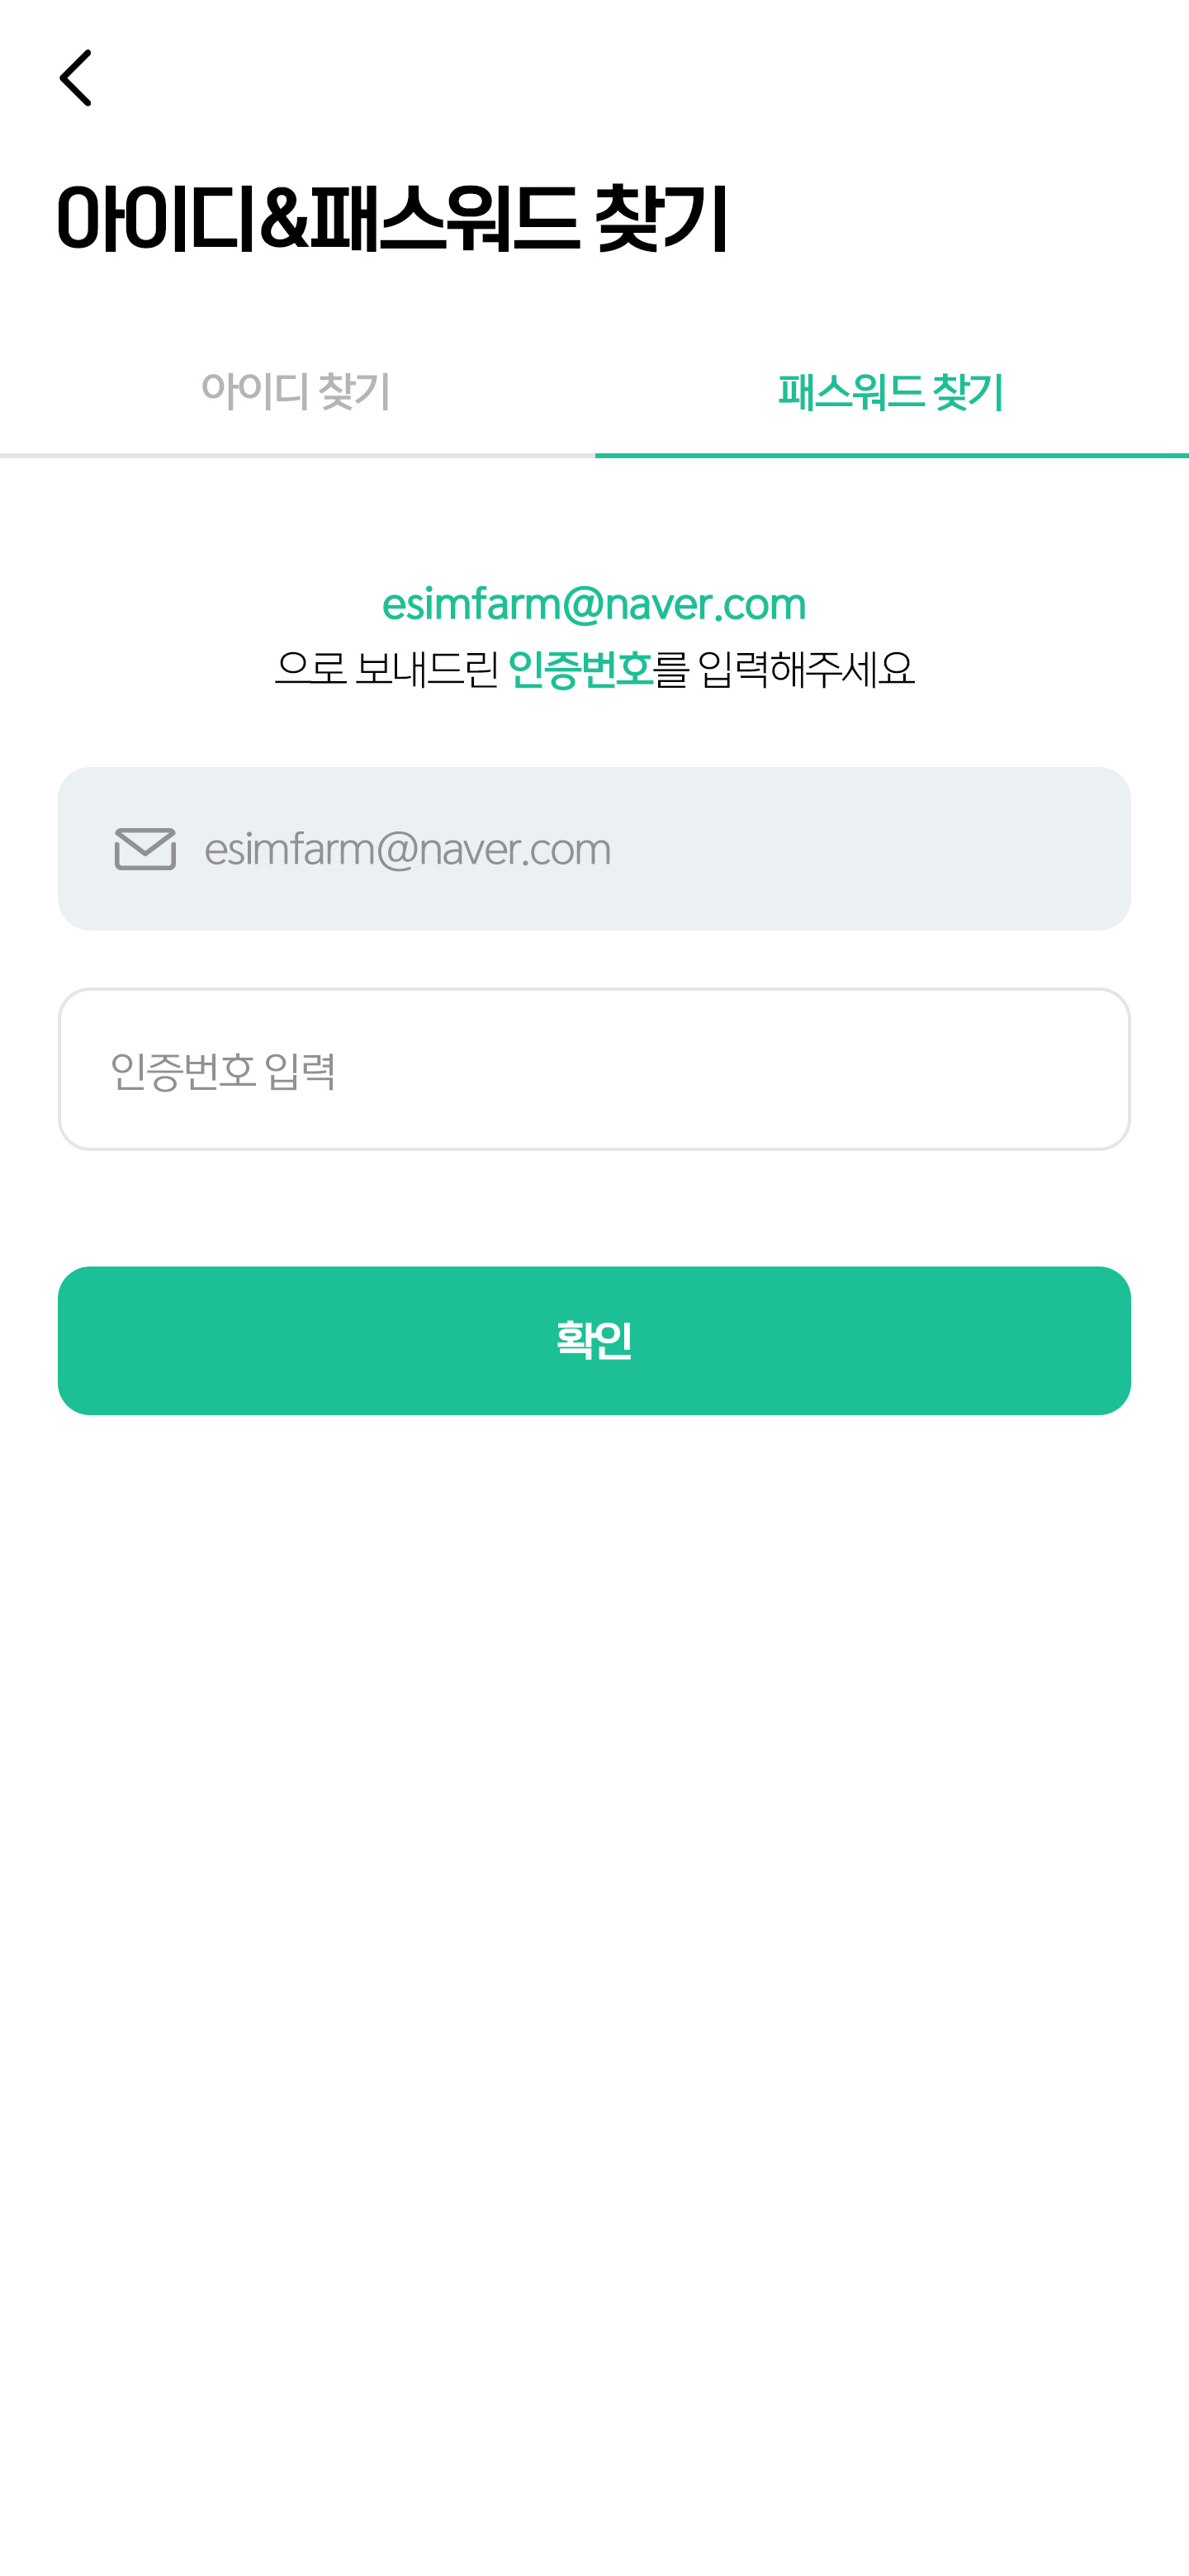 아이디&패스워드 찾기
아이디 찾기
패스워드 찾기
esimfarm@naver.com
으로 보내드린 인증번호를 입력해주세요
esimfarm@naver.com
인증번호 입력
확인